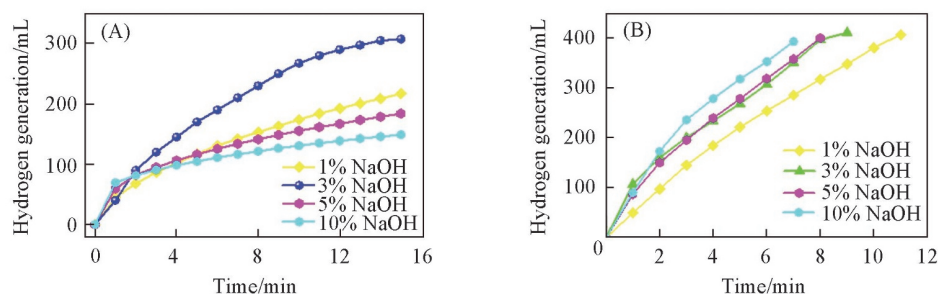 (A)
Hydrogen generation/mL
300
200
100
0
1% NaOH
3% NaOH
5% NaOH
10% NaOH
0 4 8 12 16
Time/min
(B)
Hydrogen generation/mL
400
300
200
100
0
1% NaOH
3% NaOH
5% NaOH
10% NaOH
2 4 6 8 10 12
Time/min